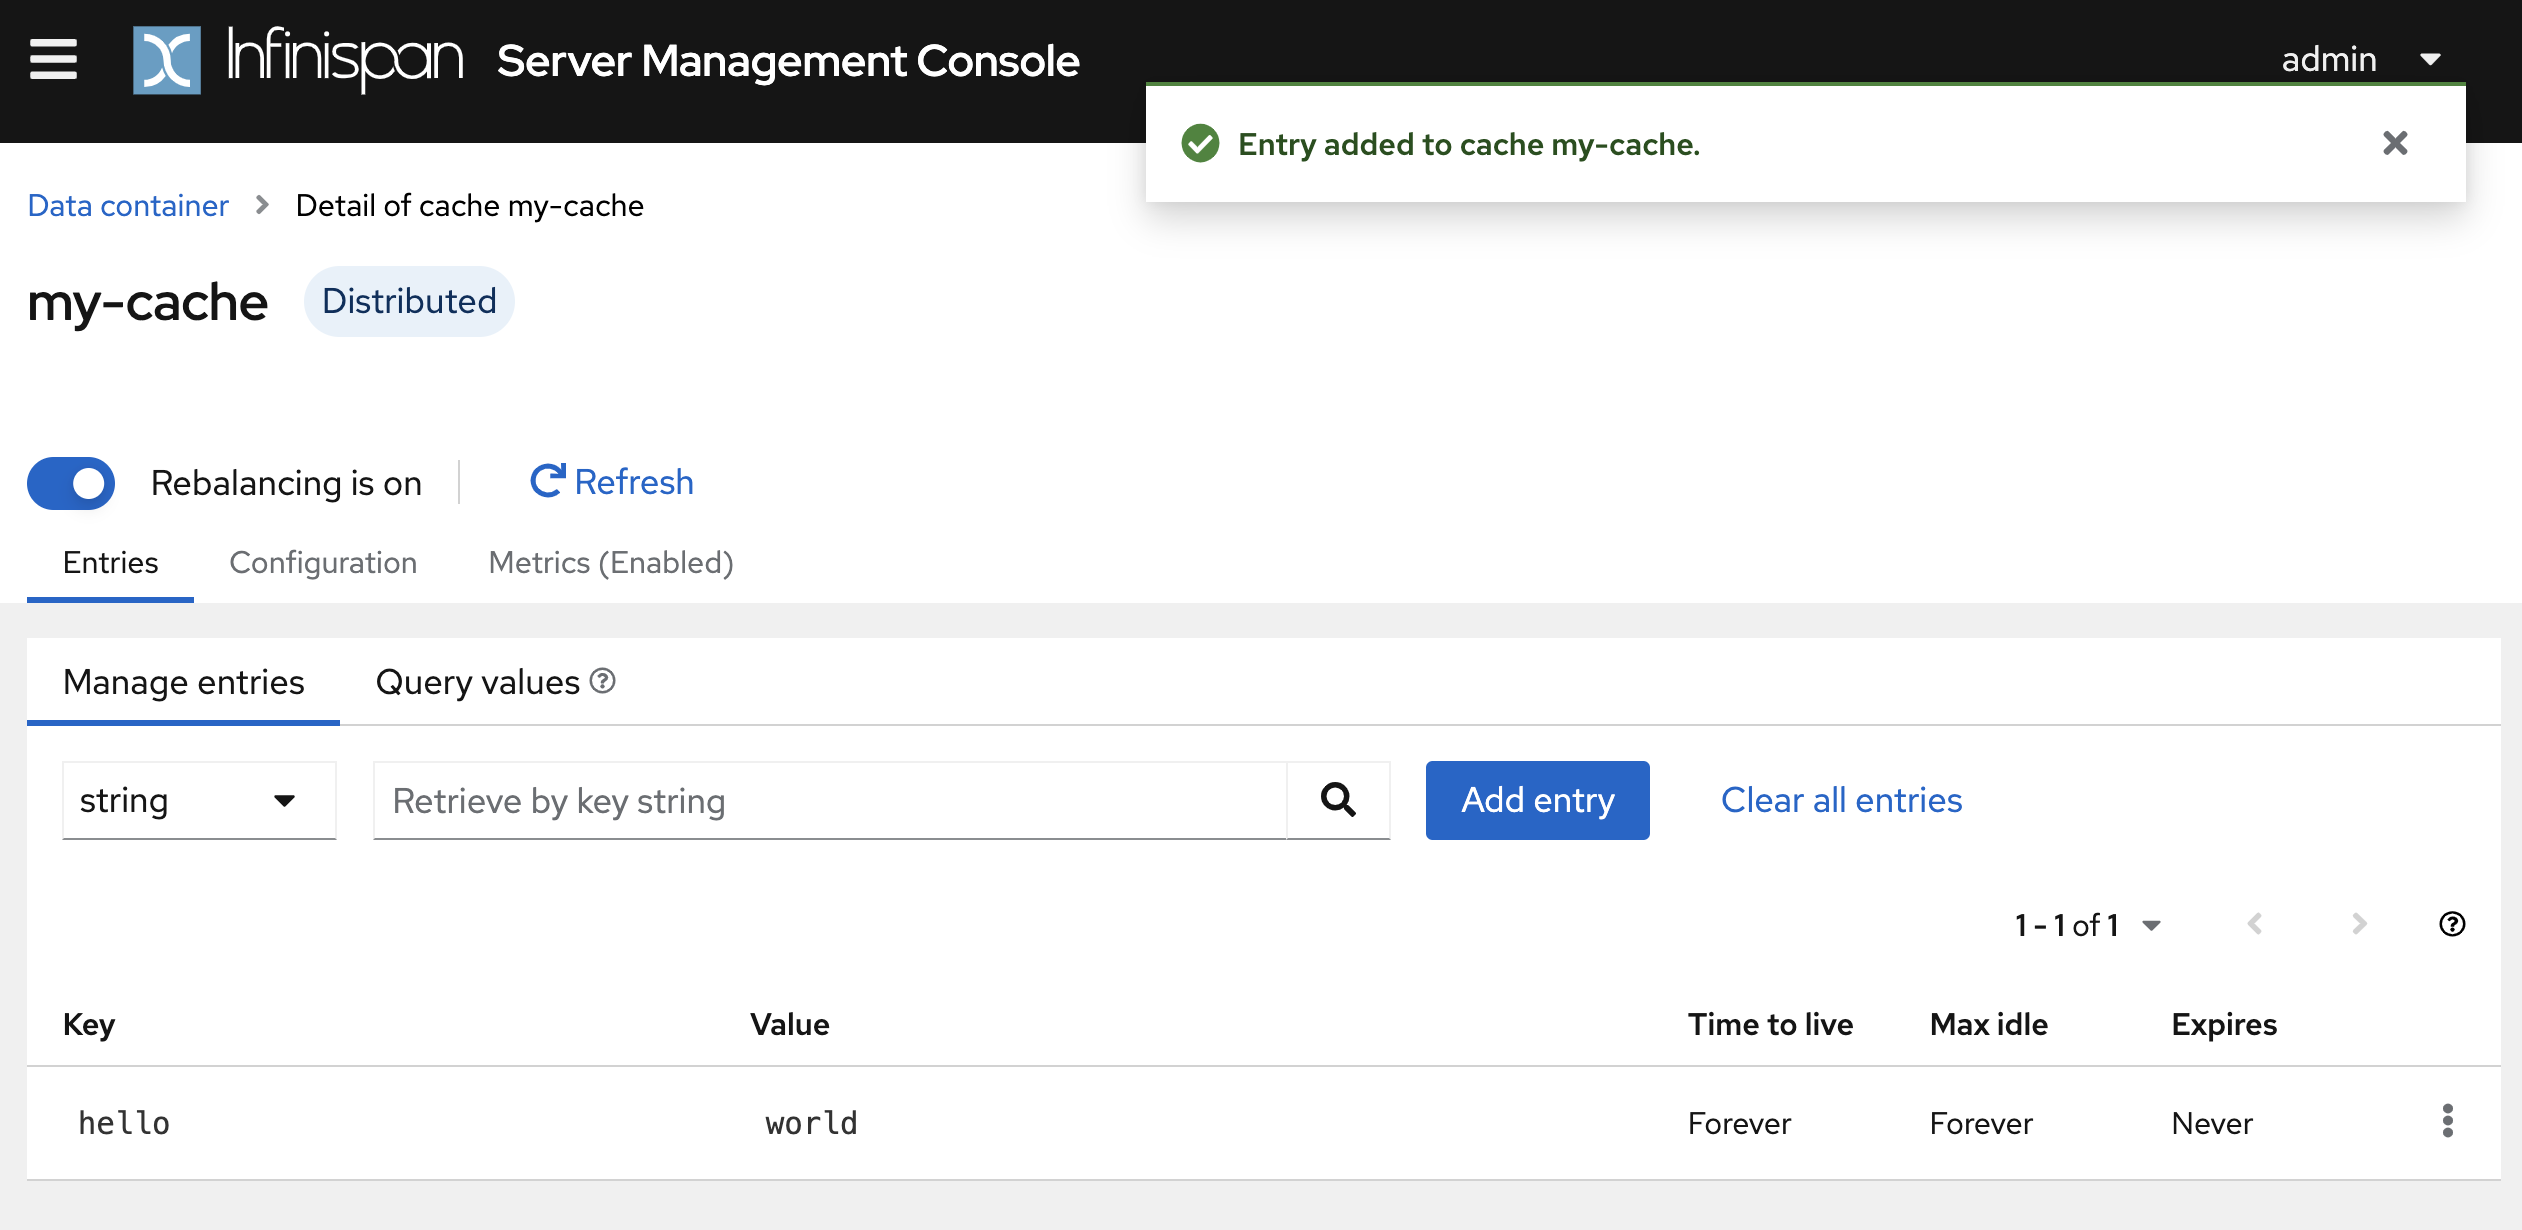 Infinispan Server Management Console
admin
Entry added to cache my-cache.
Data container Detail of cache my-cache
my-cache Distributed
Rebalancing is on Refresh
Entries Configuration Metrics (Enabled)
Manage entries Query values
string Retrieve by key string Add entry Clear all entries
1 - 1 of 1
Key Value Time to live Max idle Expires
hello world Forever Forever Never